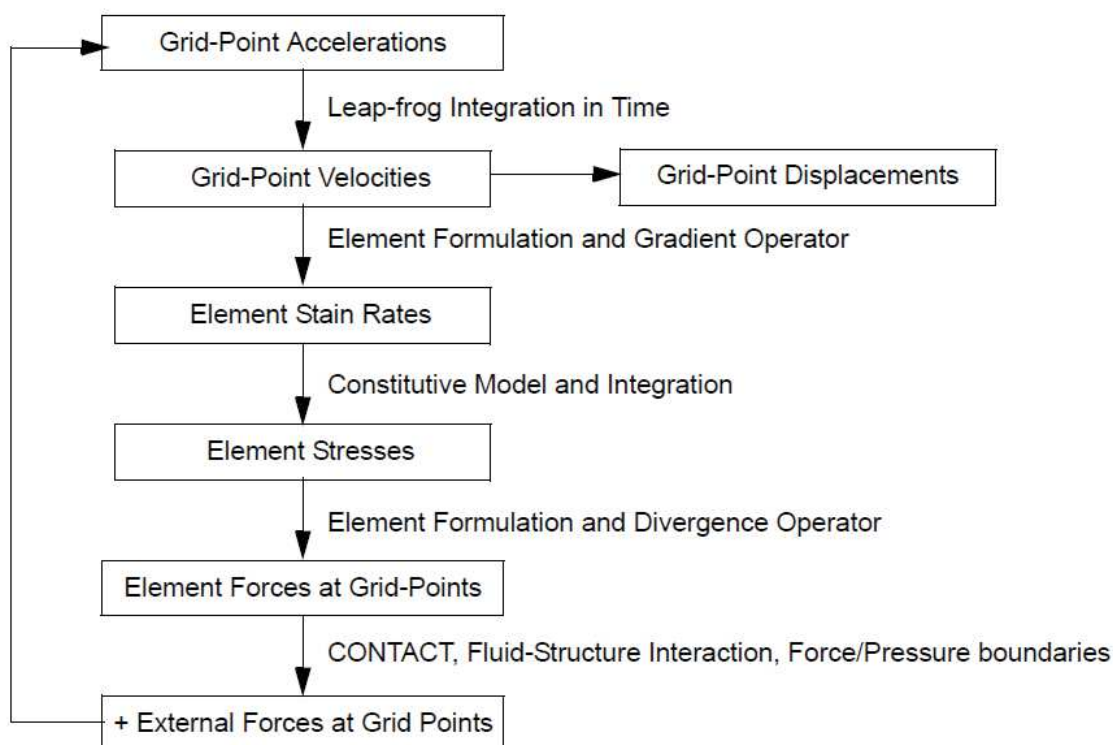 Grid-Point Accelerations
Leap-frog Integration in Time
Grid-Point Velocities
Grid-Point Displacements
Element Formulation and Gradient Operator
Element Stain Rates
Constitutive Model and Integration
Element Stresses
Element Formulation and Divergence Operator
Element Forces at Grid-Points
CONTACT, Fluid-Structure Interaction, Force/Pressure boundaries
+ External Forces at Grid Points